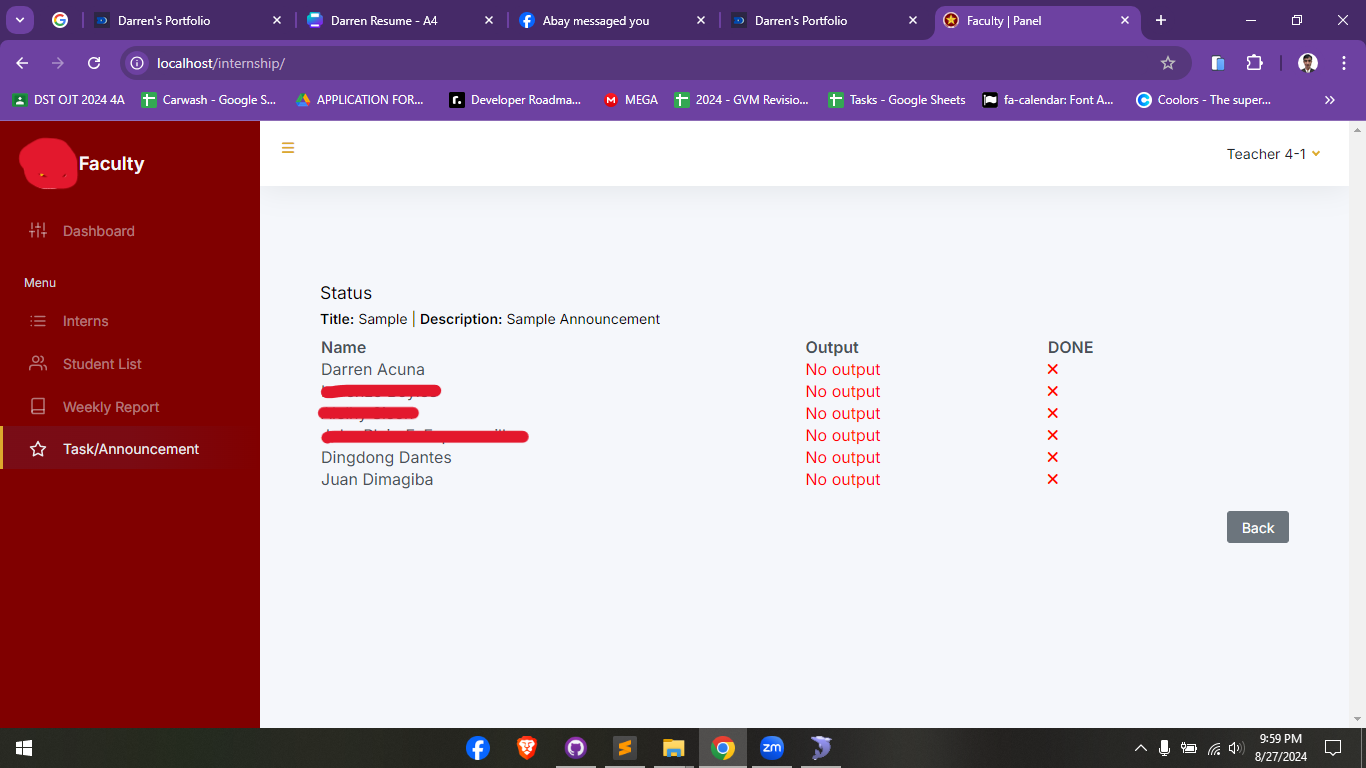 Darren's Portfolio
Darren Resume - A4
Abay messaged you
Darren's Portfolio
Faculty | Panel
localhost/internship/
DST OJT 2024 4A
Carwash - Google S...
APPLICATION FOR...
Developer Roadma...
MEGA
2024 - GVM Revisio...
Tasks - Google Sheets
fa-calendar: Font A...
Coolors - The super...
Faculty
Teacher 4-1
Dashboard
Menu
Interns
Student List
Weekly Report
Task/Announcement
Status
Title: Sample | Description: Sample Announcement
Name Output DONE
Darren Acuna No output
No output
No output
No output
Dingdong Dantes No output
Juan Dimagiba No output
Back
zm
9:59 PM
8/27/2024